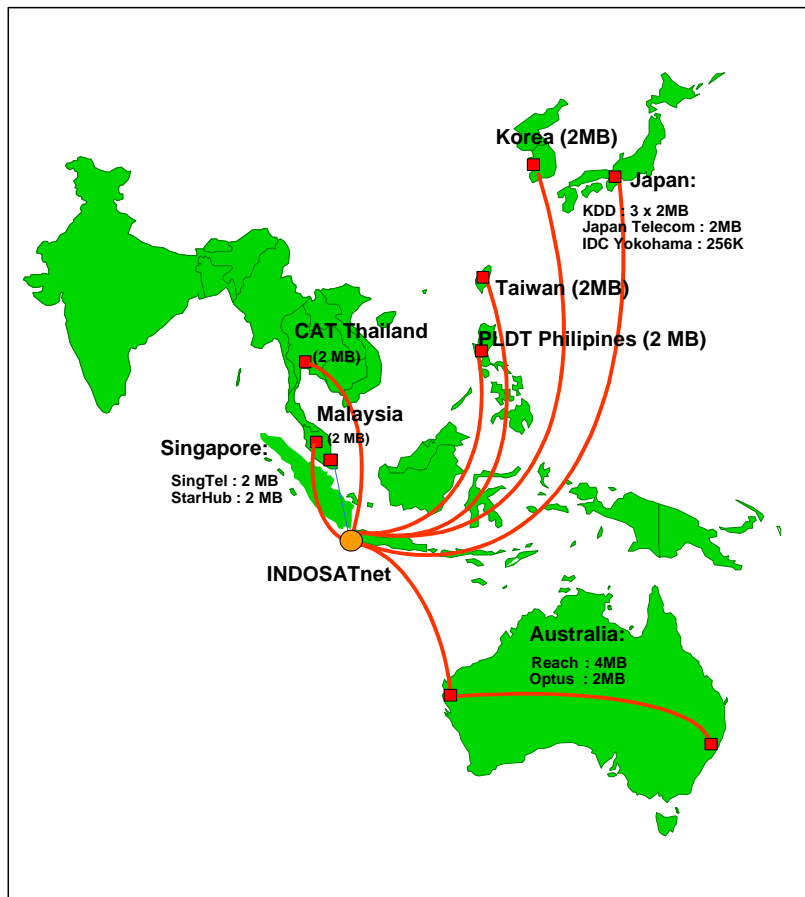 Korea (2MB)
Japan:
KDD : 3 x 2MB
Japan Telecom : 2MB
IDC Yokohama : 256K
Taiwan (2MB)
CAT Thailand
(2 MB)
PLDT Philipines (2 MB)
Malaysia
(2 MB)
Singapore:
SingTel : 2 MB
StarHub : 2 MB
INDOSATnet
Australia:
Reach : 4MB
Optus : 2MB